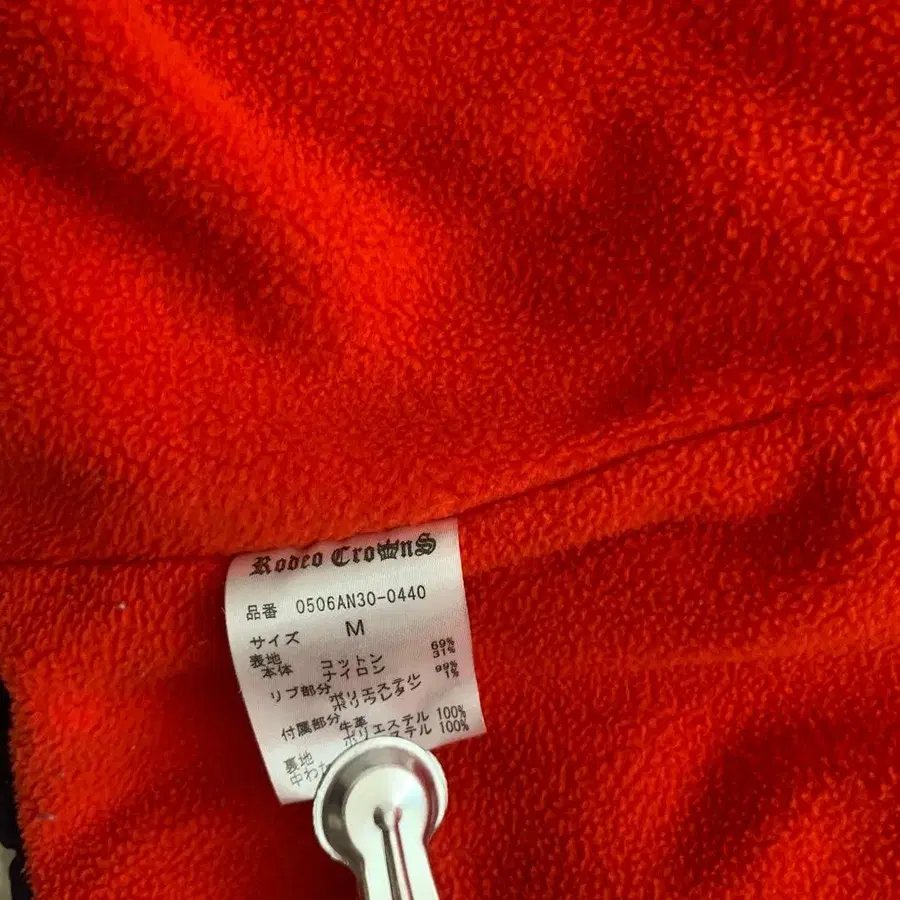 Rodeo CroWnS
品番 0506AN30-0440
サイズ M
表地
本体 コットン 69%
ナイロン 31%
リブ部分 ポリエステル 99%
ポリウレタン 1%
付属部分 牛革
裏地 ポリエステル 100%
中わた ポリエステル 100%